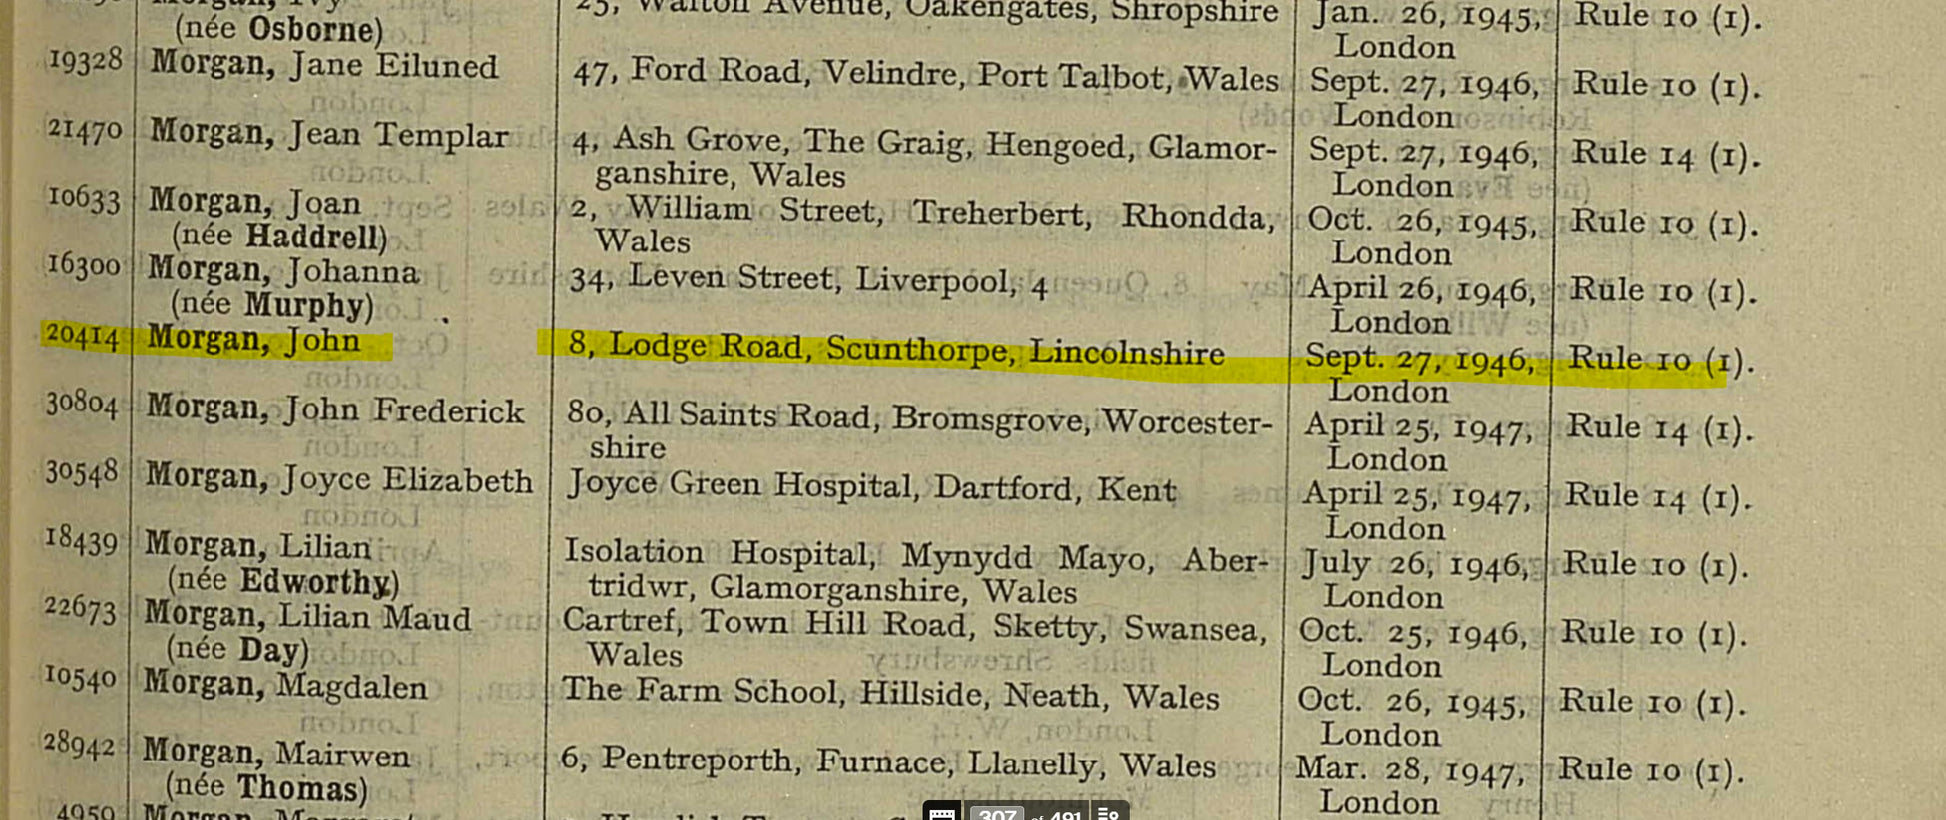 Morgan, Ivy 25, Walton Avenue, Oakengates, Shropshire Jan. 26, 1945, Rule 10 (1).
(née Osborne) London
19328 Morgan, Jane Eiluned 47, Ford Road, Velindre, Port Talbot, Wales Sept. 27, 1946, Rule 10 (1).
London
21470 Morgan, Jean Templar 4, Ash Grove, The Graig, Hengoed, Glamor- Sept. 27, 1946, Rule 14 (1).
ganshire, Wales London
10633 Morgan, Joan 2, William Street, Treherbert, Rhondda, Oct. 26, 1945, Rule 10 (1).
(née Haddrell) Wales London
16300 Morgan, Johanna 34, Leven Street, Liverpool, 4 April 26, 1946, Rule 10 (1).
(née Murphy) London
20414 Morgan, John 8, Lodge Road, Scunthorpe, Lincolnshire Sept. 27, 1946, Rule 10 (1).
London
30804 Morgan, John Frederick 80, All Saints Road, Bromsgrove, Worcester- April 25, 1947, Rule 14 (1).
shire London
30548 Morgan, Joyce Elizabeth Joyce Green Hospital, Dartford, Kent April 25, 1947, Rule 14 (1).
London
18439 Morgan, Lilian Isolation Hospital, Mynydd Mayo, Aber- July 26, 1946, Rule 10 (1).
(née Edworthy) tridwr, Glamorganshire, Wales London
22673 Morgan, Lilian Maud Cartref, Town Hill Road, Sketty, Swansea, Oct. 25, 1946, Rule 10 (1).
(née Day) Wales London
10540 Morgan, Magdalen The Farm School, Hillside, Neath, Wales Oct. 26, 1945, Rule 10 (1).
London
28942 Morgan, Mairwen 6, Pentreporth, Furnace, Llanelly, Wales Mar. 28, 1947, Rule 10 (1).
(née Thomas) London
4959 Morgan,
307 of 491